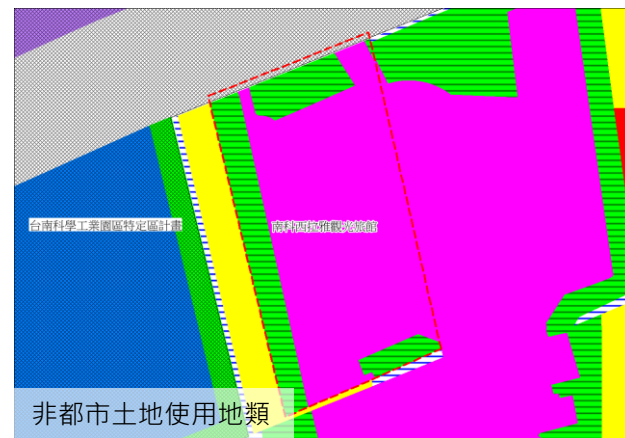 台南科學工業園區特定區計畫
南科西拉雅觀光旅館
非都市土地使用地類